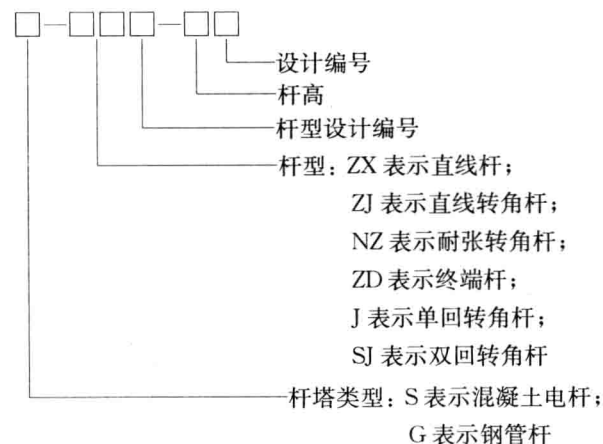 设计编号
杆高
杆型设计编号
杆型：ZX 表示直线杆；
ZJ 表示直线转角杆；
NZ 表示耐张转角杆；
ZD 表示终端杆；
J 表示单回转角杆；
SJ 表示双回转角杆
杆塔类型：S 表示混凝土电杆；
G 表示钢管杆